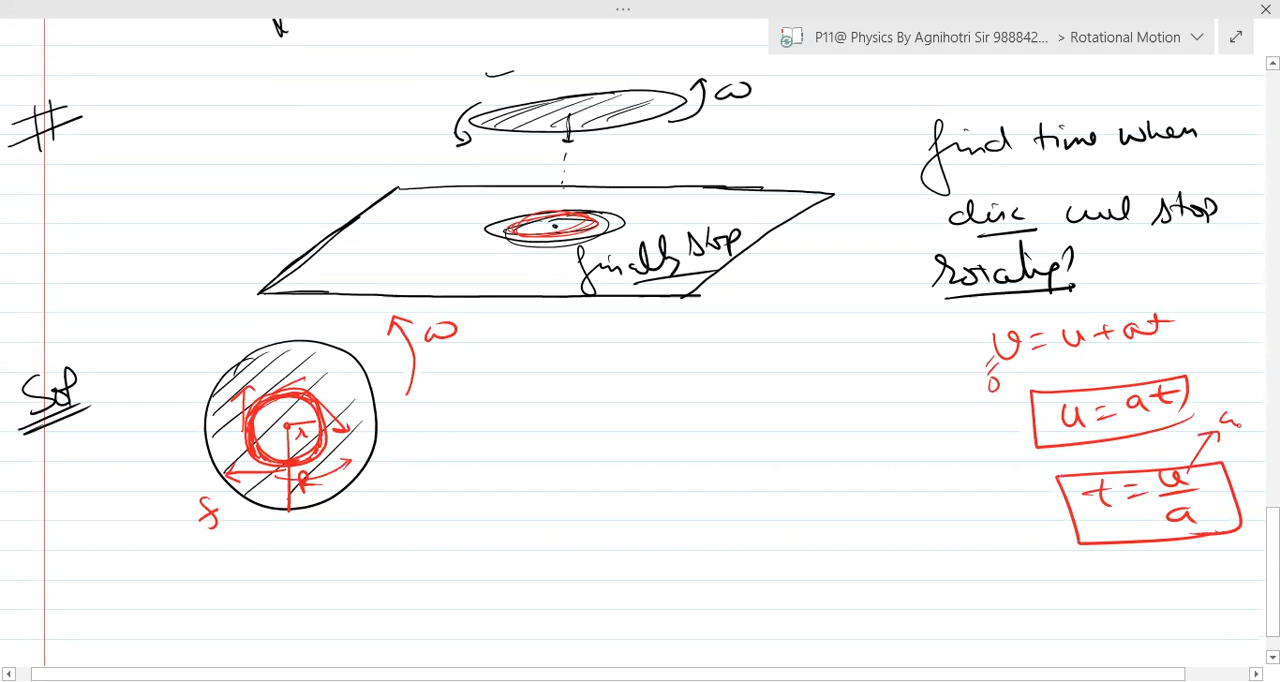 P11@ Physics By Agnihotri Sir 988842... > Rotational Motion
#
ω
find time when
disc will stop
rotating?
finally stop
ω
Sol
r
R
f
v = u + at
0
u = at
t = u/a